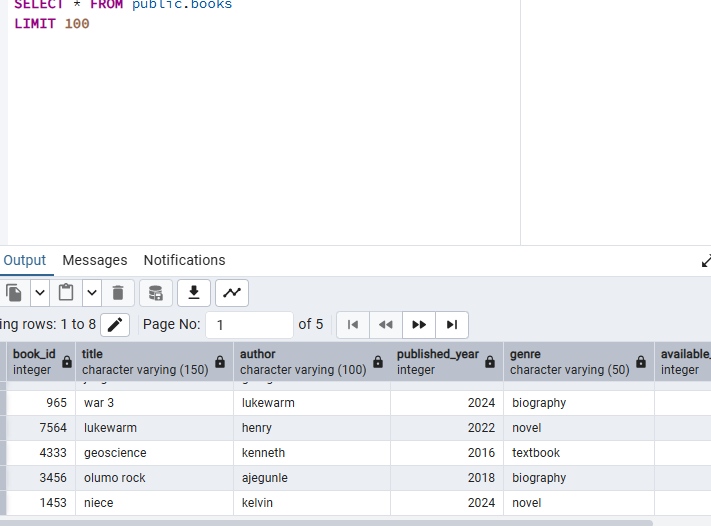 SELECT * FROM public.books
LIMIT 100
Output Messages Notifications
ing rows: 1 to 8 Page No: 1 of 5
book_id title author published_year genre available_
integer character varying (150) character varying (100) integer character varying (50) integer
965 war 3 lukewarm 2024 biography
7564 lukewarm henry 2022 novel
4333 geoscience kenneth 2016 textbook
3456 olumo rock ajegunle 2018 biography
1453 niece kelvin 2024 novel